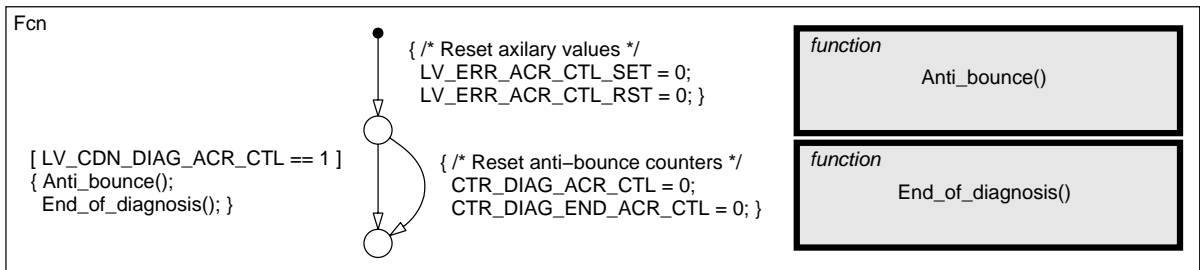 Fcn
{ /* Reset axilary values */
LV_ERR_ACR_CTL_SET = 0;
LV_ERR_ACR_CTL_RST = 0; }
[ LV_CDN_DIAG_ACR_CTL == 1 ]
{ Anti_bounce();
End_of_diagnosis(); }
{ /* Reset anti−bounce counters */
CTR_DIAG_ACR_CTL = 0;
CTR_DIAG_END_ACR_CTL = 0; }
function
Anti_bounce()
function
End_of_diagnosis()